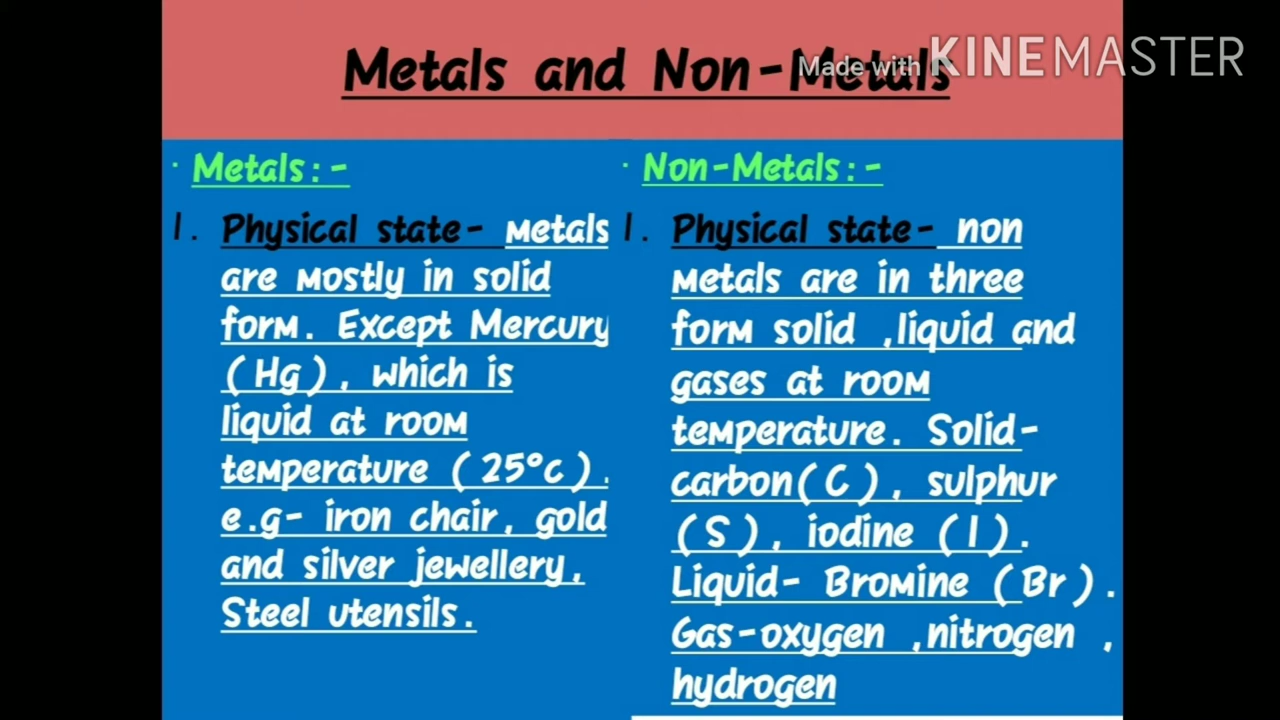 Metals and Non-Metals
Made with KINEMASTER
· Metals:-
1. Physical state- metals
are mostly in solid
form. Except Mercury
(Hg), which is
liquid at room
temperature (25°c).
e.g- iron chair, gold
and silver jewellery,
Steel utensils.
· Non-Metals:-
1. Physical state- non
metals are in three
form solid ,liquid and
gases at room
temperature. Solid-
carbon(C), sulphur
(S), iodine (I).
Liquid- Bromine (Br).
Gas-oxygen ,nitrogen ,
hydrogen